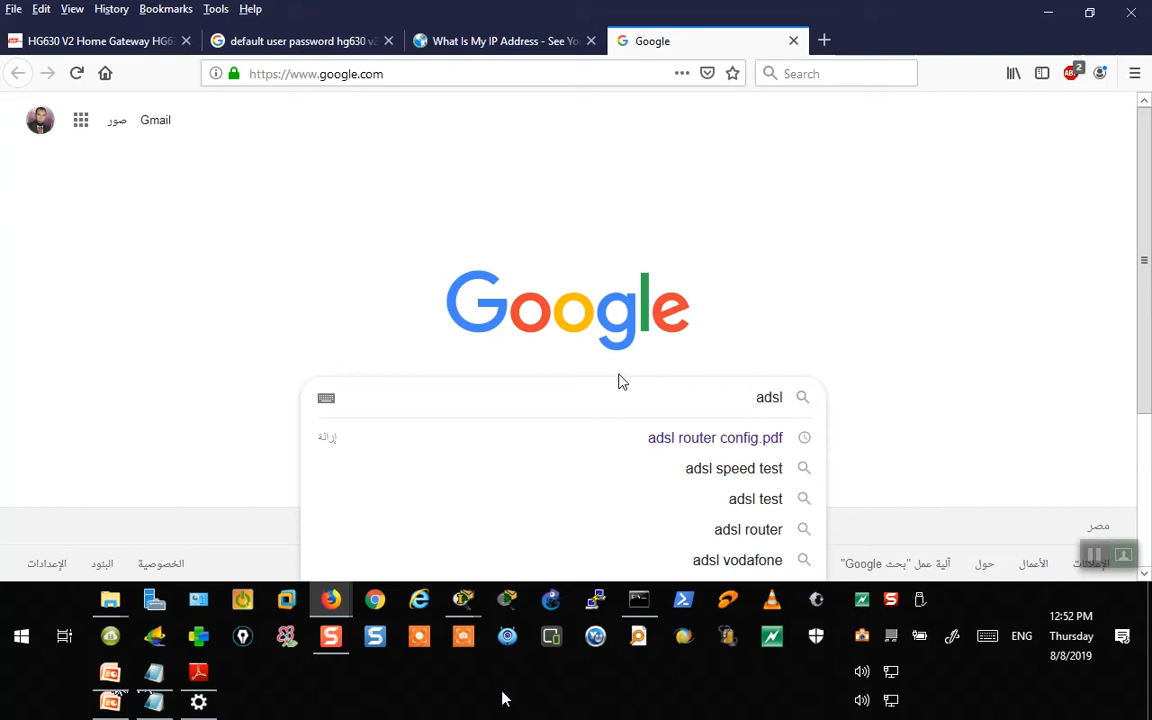 File Edit View History Bookmarks Tools Help
HG630 V2 Home Gateway HG6
default user password hg630 v2
What Is My IP Address - See Yo
Google
https://www.google.com
Search
2
صور Gmail
Google
adsl
adsl router config.pdf
إزالة
adsl speed test
adsl test
adsl router
adsl vodafone
مصر
الإعلانات الأعمال حول آلية عمل "بحث Google"
الخصوصية البنود الإعدادات
12:52 PM
ENG Thursday
8/8/2019